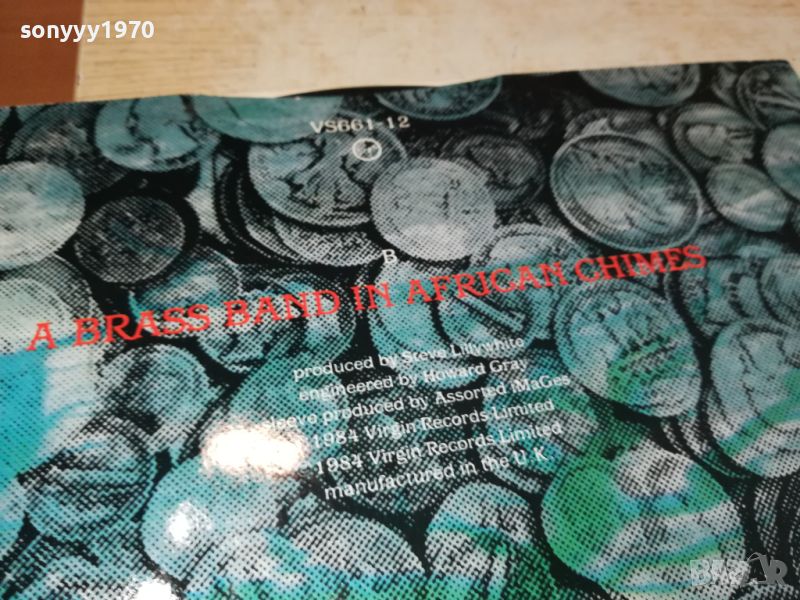 sonyyy1970
VS661-12
B
A BRASS BAND IN AFRICAN CHIMES
produced by Steve Lillywhite
engineered by Howard Gray
sleeve produced by Assorted iMaGes
1984 Virgin Records Limited
1984 Virgin Records Limited
manufactured in the U.K.
BAZAR